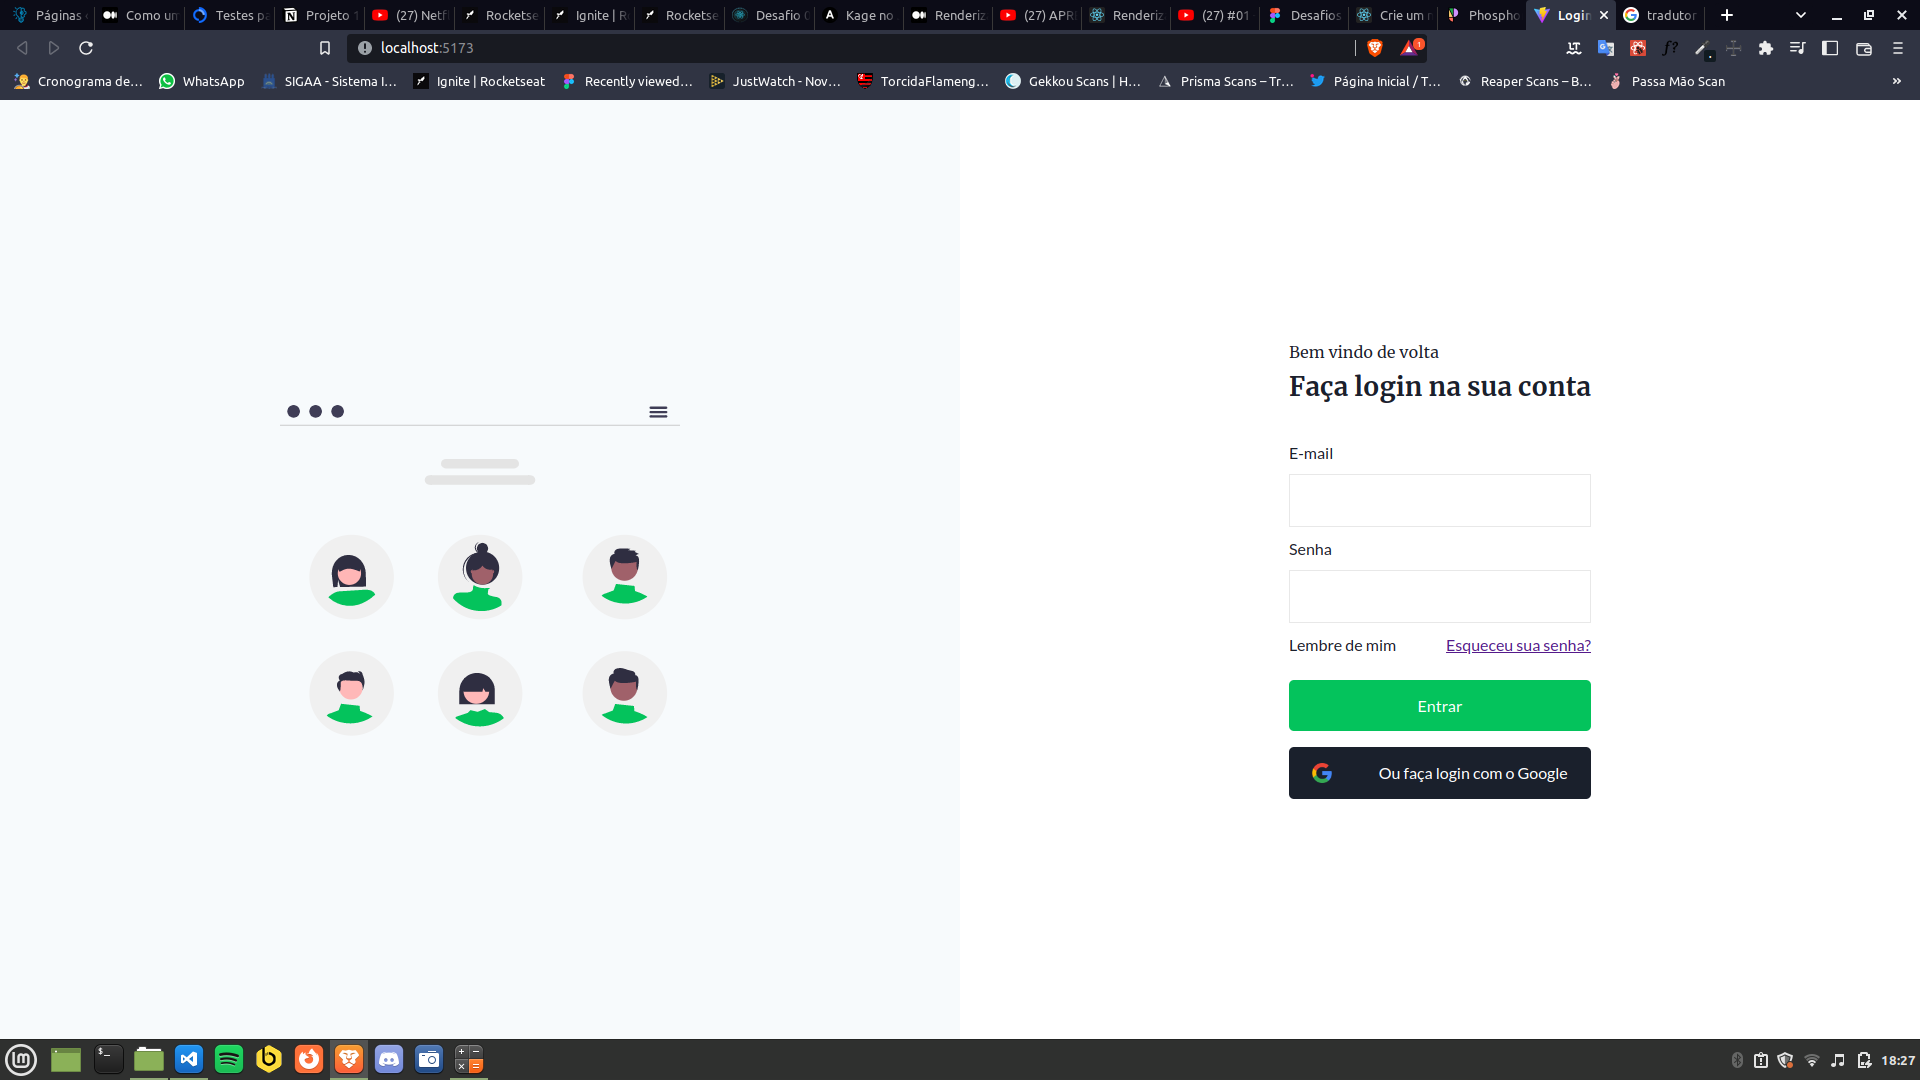 Páginas
Como um
Testes pa
Projeto 1
(27) Netfl
Rocketse
Ignite | R
Rocketse
Desafio 0
Kage no
Renderiz
(27) APR
Renderiz
(27) #01
Desafios
Crie um r
Phospho
Login
tradutor
localhost:5173
1
Cronograma de...
WhatsApp
SIGAA - Sistema I...
Ignite | Rocketseat
Recently viewed...
JustWatch - Nov...
TorcidaFlameng...
Gekkou Scans | H...
Prisma Scans – Tr...
Página Inicial / T...
Reaper Scans – B...
Passa Mão Scan
»
Bem vindo de volta
Faça login na sua conta
E-mail
Senha
Lembre de mim
Esqueceu sua senha?
Entrar
Ou faça login com o Google
18:27